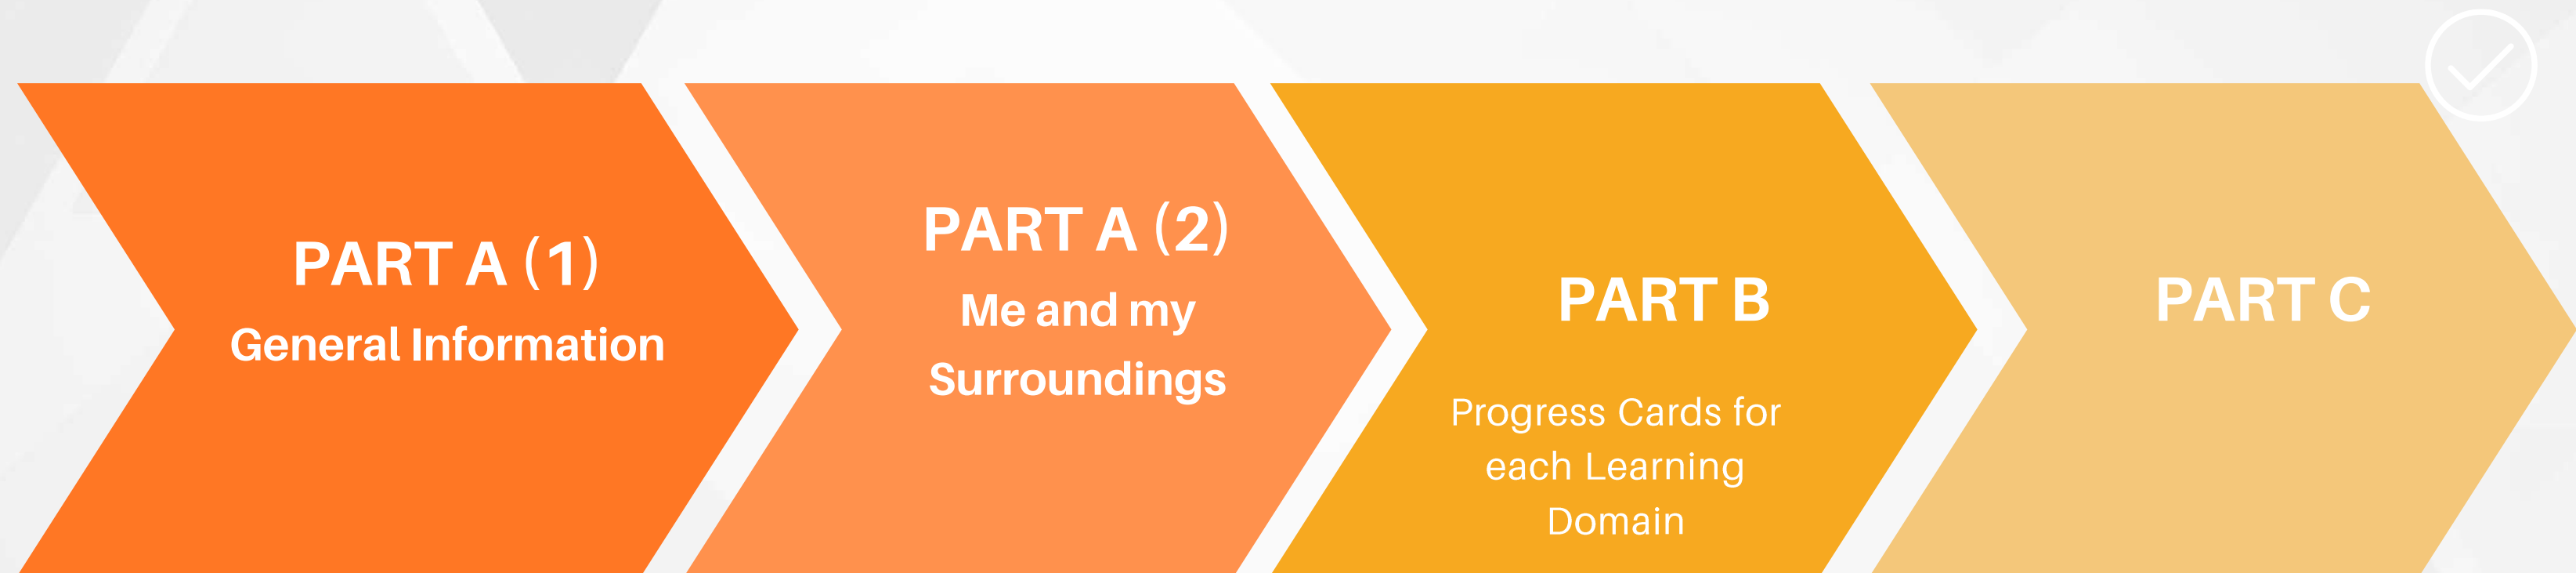 PART A (1)
General Information
PART A (2)
Me and my
Surroundings
PART B
Progress Cards for
each Learning
Domain
PART C